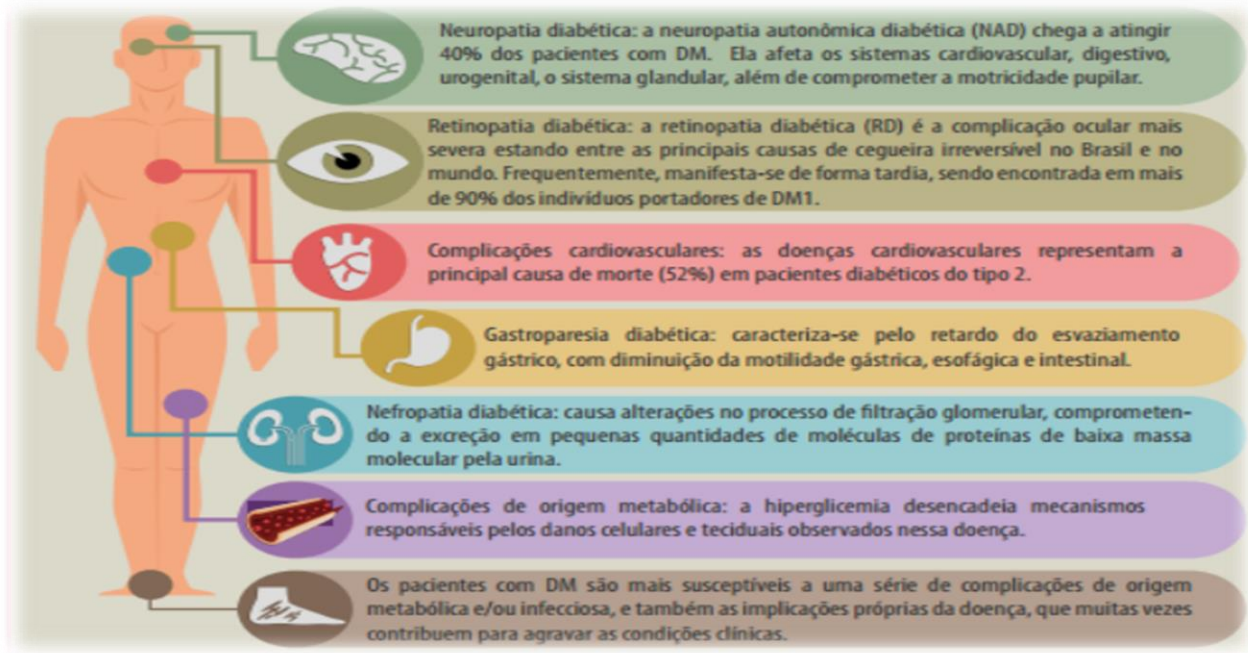 Neuropatia diabética: a neuropatia autonômica diabética (NAD) chega a atingir
40% dos pacientes com DM. Ela afeta os sistemas cardiovascular, digestivo,
urogenital, o sistema glandular, além de comprometer a motricidade pupilar.
Retinopatia diabética: a retinopatia diabética (RD) é a complicação ocular mais
severa estando entre as principais causas de cegueira irreversível no Brasil e no
mundo. Frequentemente, manifesta-se de forma tardia, sendo encontrada em mais
de 90% dos indivíduos portadores de DM1.
Complicações cardiovasculares: as doenças cardiovasculares representam a
principal causa de morte (52%) em pacientes diabéticos do tipo 2.
Gastroparesia diabética: caracteriza-se pelo retardo do esvaziamento
gástrico, com diminuição da motilidade gástrica, esofágica e intestinal.
Nefropatia diabética: causa alterações no processo de filtração glomerular, comprometen-
do a excreção em pequenas quantidades de moléculas de proteínas de baixa massa
molecular pela urina.
Complicações de origem metabólica: a hiperglicemia desencadeia mecanismos
responsáveis pelos danos celulares e teciduais observados nessa doença.
Os pacientes com DM são mais susceptíveis a uma série de complicações de origem
metabólica e/ou infecciosa, e também as implicações próprias da doença, que muitas vezes
contribuem para agravar as condições clínicas.